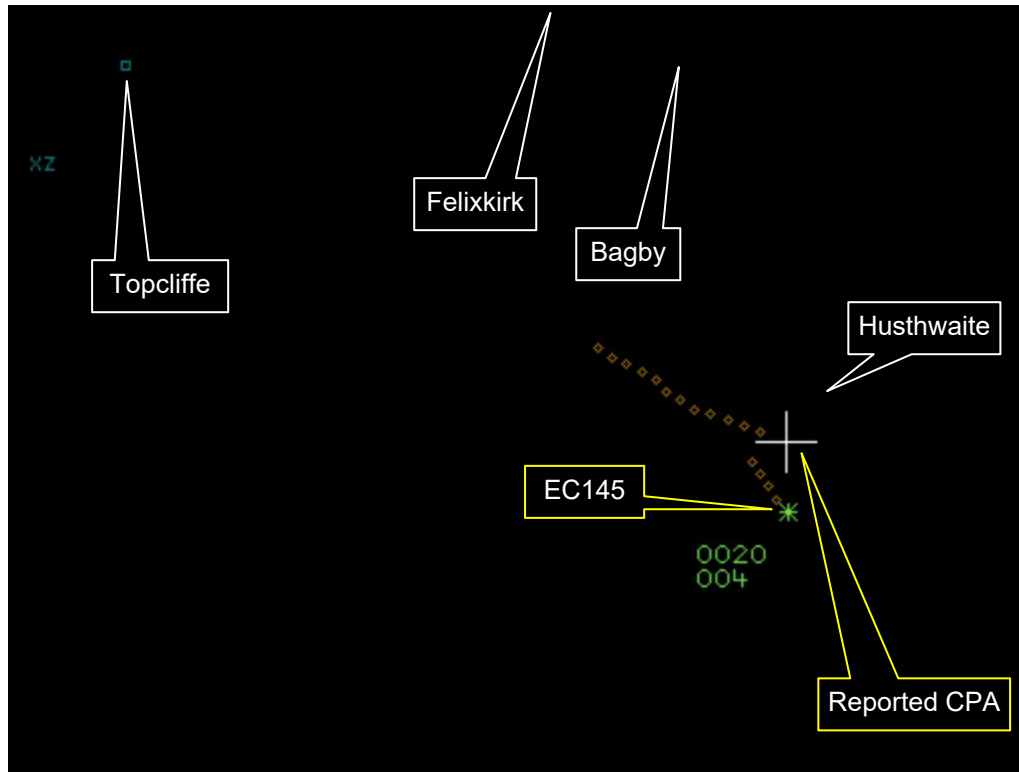 XZ
Felixkirk
Bagby
Topcliffe
Husthwaite
EC145
0020
004
Reported CPA